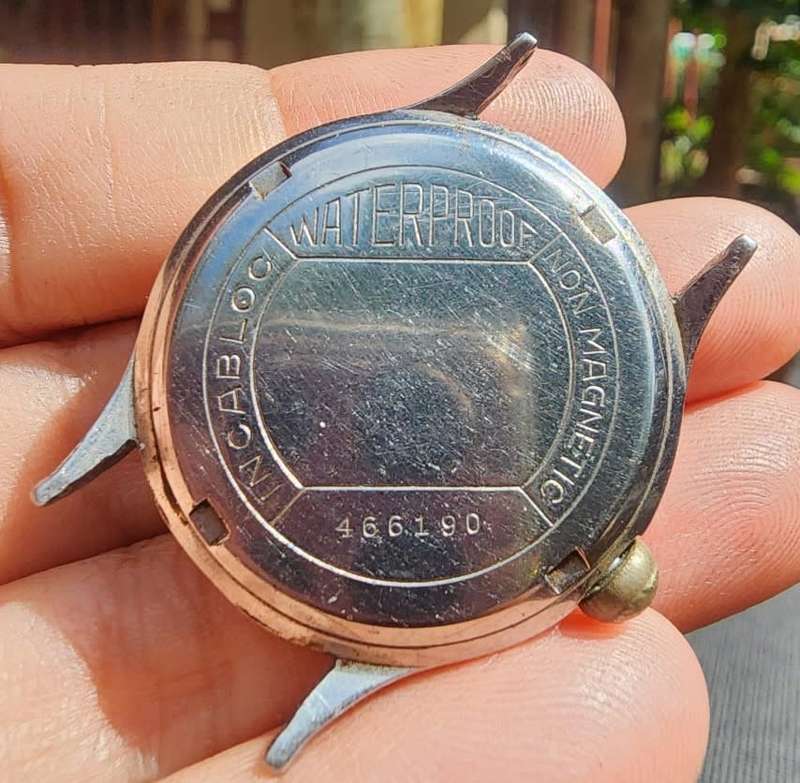 WATERPROOF
INCABLOC
NON MAGNETIC
466190